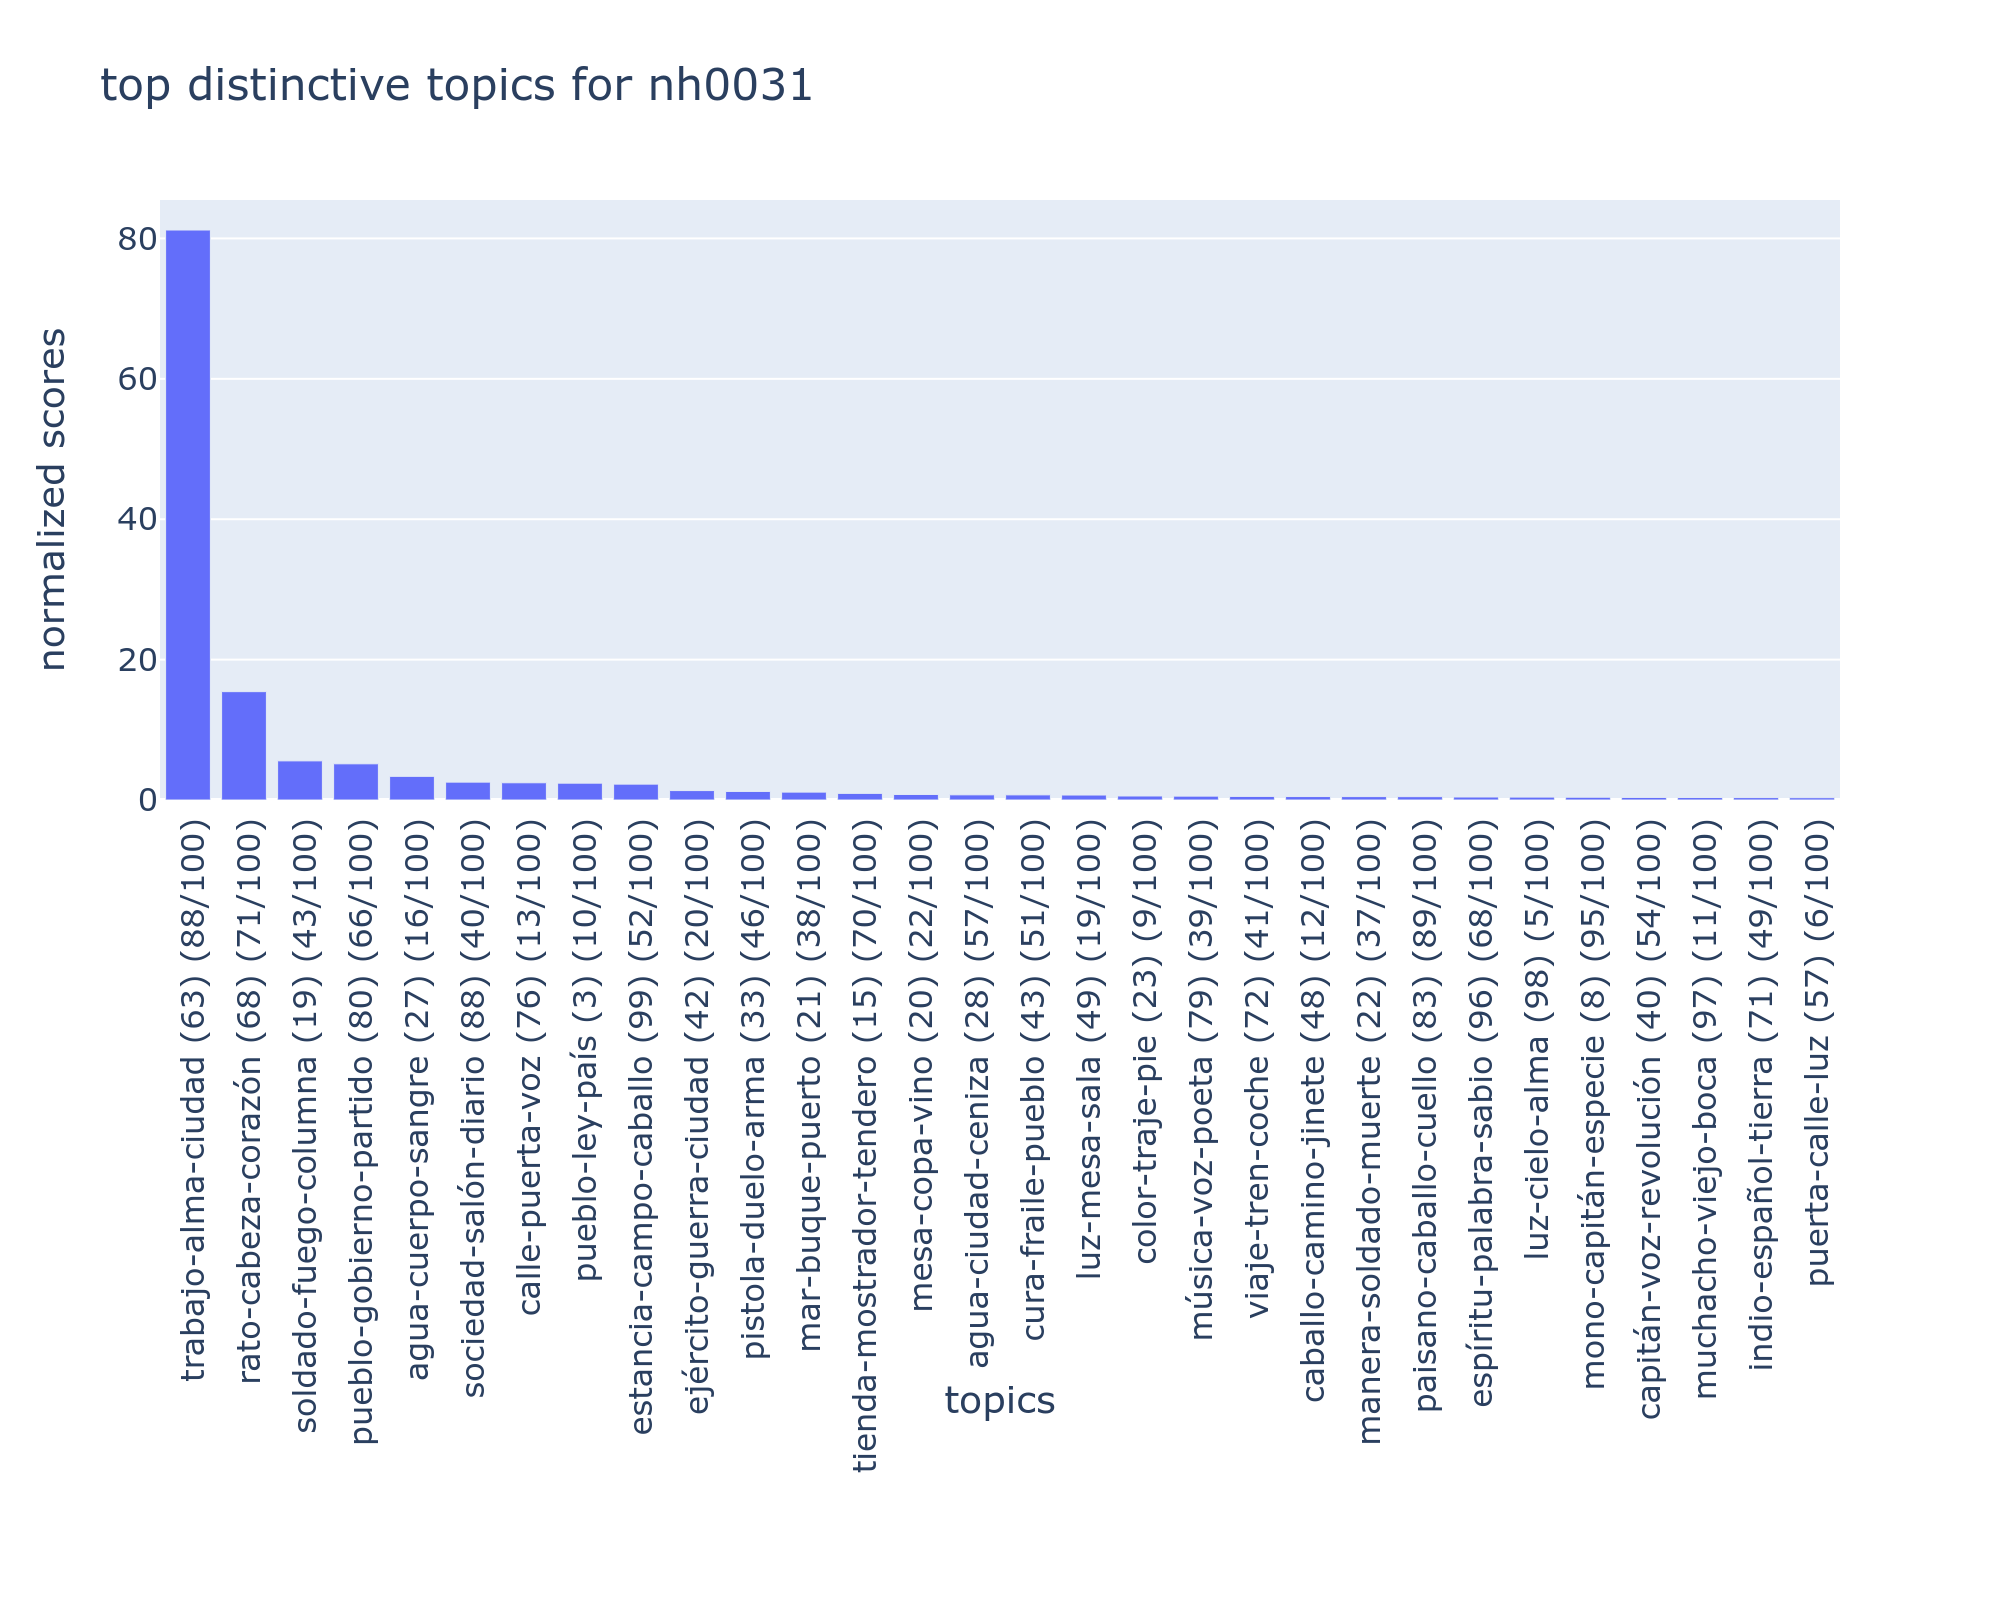 top distinctive topics for nh0031
normalized scores
80
60
40
20
0
trabajo-alma-ciudad (63) (88/100)
rato-cabeza-corazón (68) (71/100)
soldado-fuego-columna (19) (43/100)
pueblo-gobierno-partido (80) (66/100)
agua-cuerpo-sangre (27) (16/100)
sociedad-salón-diario (88) (40/100)
calle-puerta-voz (76) (13/100)
pueblo-ley-país (3) (10/100)
estancia-campo-caballo (99) (52/100)
ejército-guerra-ciudad (42) (20/100)
pistola-duelo-arma (33) (46/100)
mar-buque-puerto (21) (38/100)
tienda-mostrador-tendero (15) (70/100)
mesa-copa-vino (20) (22/100)
agua-ciudad-ceniza (28) (57/100)
cura-fraile-pueblo (43) (51/100)
luz-mesa-sala (49) (19/100)
color-traje-pie (23) (9/100)
música-voz-poeta (79) (39/100)
viaje-tren-coche (72) (41/100)
caballo-camino-jinete (48) (12/100)
manera-soldado-muerte (22) (37/100)
paisano-caballo-cuello (83) (89/100)
espíritu-palabra-sabio (96) (68/100)
luz-cielo-alma (98) (5/100)
mono-capitán-especie (8) (95/100)
capitán-voz-revolución (40) (54/100)
muchacho-viejo-boca (97) (11/100)
indio-español-tierra (71) (49/100)
puerta-calle-luz (57) (6/100)
topics